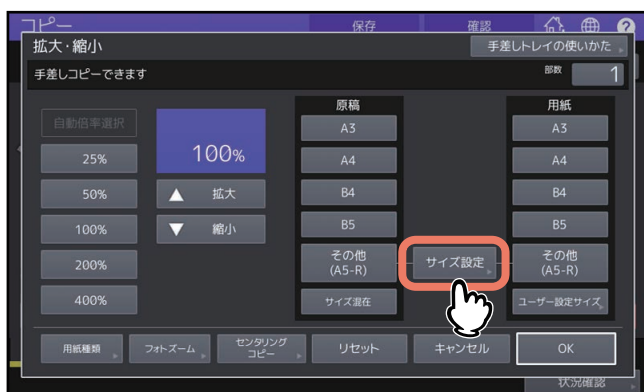 コピー
保存
確認
?
拡大・縮小
手差しトレイの使いかた
手差しコピーできます
部数
1
原稿
用紙
自動倍率選択
100%
A3
A3
25%
A4
A4
50%
拡大
B4
B4
100%
縮小
B5
B5
200%
その他
(A5-R)
サイズ設定
その他
(A5-R)
400%
サイズ混在
ユーザー設定サイズ
用紙種類
フォトズーム
センタリング
コピー
リセット
キャンセル
OK
状況確認